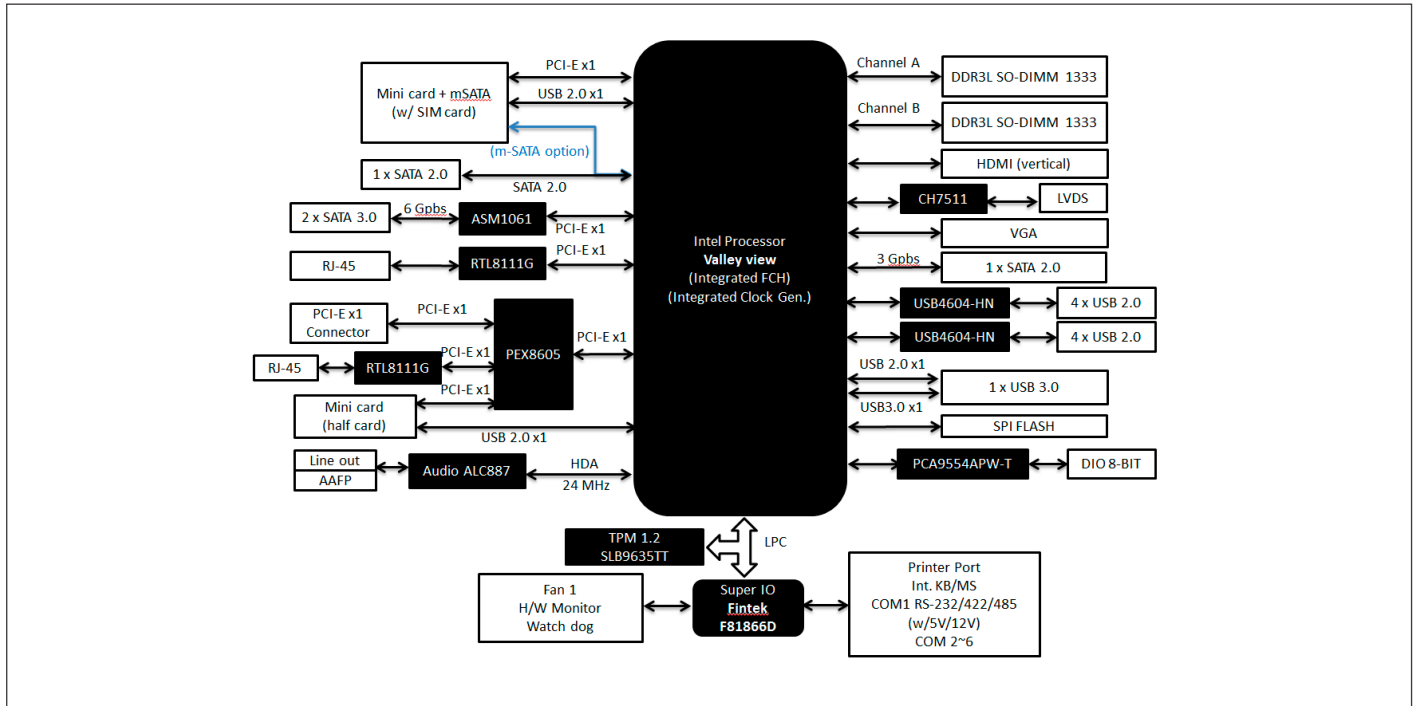 PCI-E x1
Mini card + mSATA
(w/ SIM card)
USB 2.0 x1
(m-SATA option)
1 x SATA 2.0
SATA 2.0
2 x SATA 3.0
6 Gpbs
ASM1061
PCI-E x1
RJ-45
RTL8111G
PCI-E x1
PCI-E x1
Connector
PCI-E x1
PEX8605
PCI-E x1
RJ-45
RTL8111G
PCI-E x1
PCI-E x1
Mini card
(half card)
USB 2.0 x1
Line out
AAFP
Audio ALC887
HDA
24 MHz
Intel Processor
Valley view
(Integrated FCH)
(Integrated Clock Gen.)
Channel A
DDR3L SO-DIMM 1333
Channel B
DDR3L SO-DIMM 1333
HDMI (vertical)
CH7511
LVDS
VGA
3 Gpbs
1 x SATA 2.0
USB4604-HN
4 x USB 2.0
USB4604-HN
4 x USB 2.0
USB 2.0 x1
1 x USB 3.0
USB3.0 x1
SPI FLASH
PCA9554APW-T
DIO 8-BIT
TPM 1.2
SLB9635TT
LPC
Fan 1
H/W Monitor
Watch dog
Super IO
Fintek
F81866D
Printer Port
Int. KB/MS
COM1 RS-232/422/485
(w/5V/12V)
COM 2~6